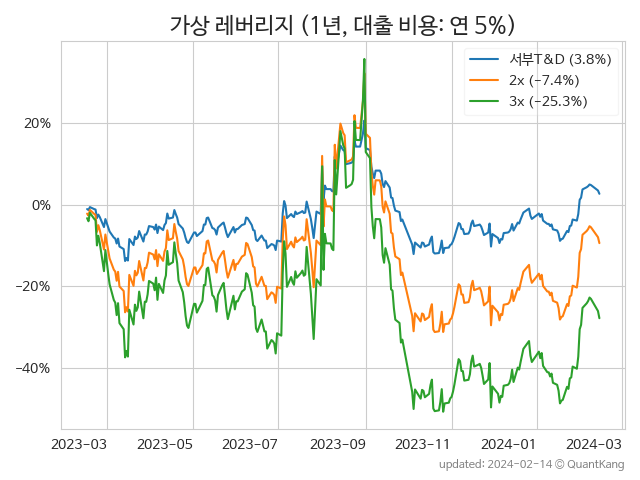 가상 레버리지 (1년, 대출 비용: 연 5%)
서부T&D (3.8%)
2x (−7.4%)
3x (−25.3%)
20%
0%
−20%
−40%
2023-03 2023-05 2023-07 2023-09 2023-11 2024-01 2024-03
updated: 2024-02-14 © QuantKang